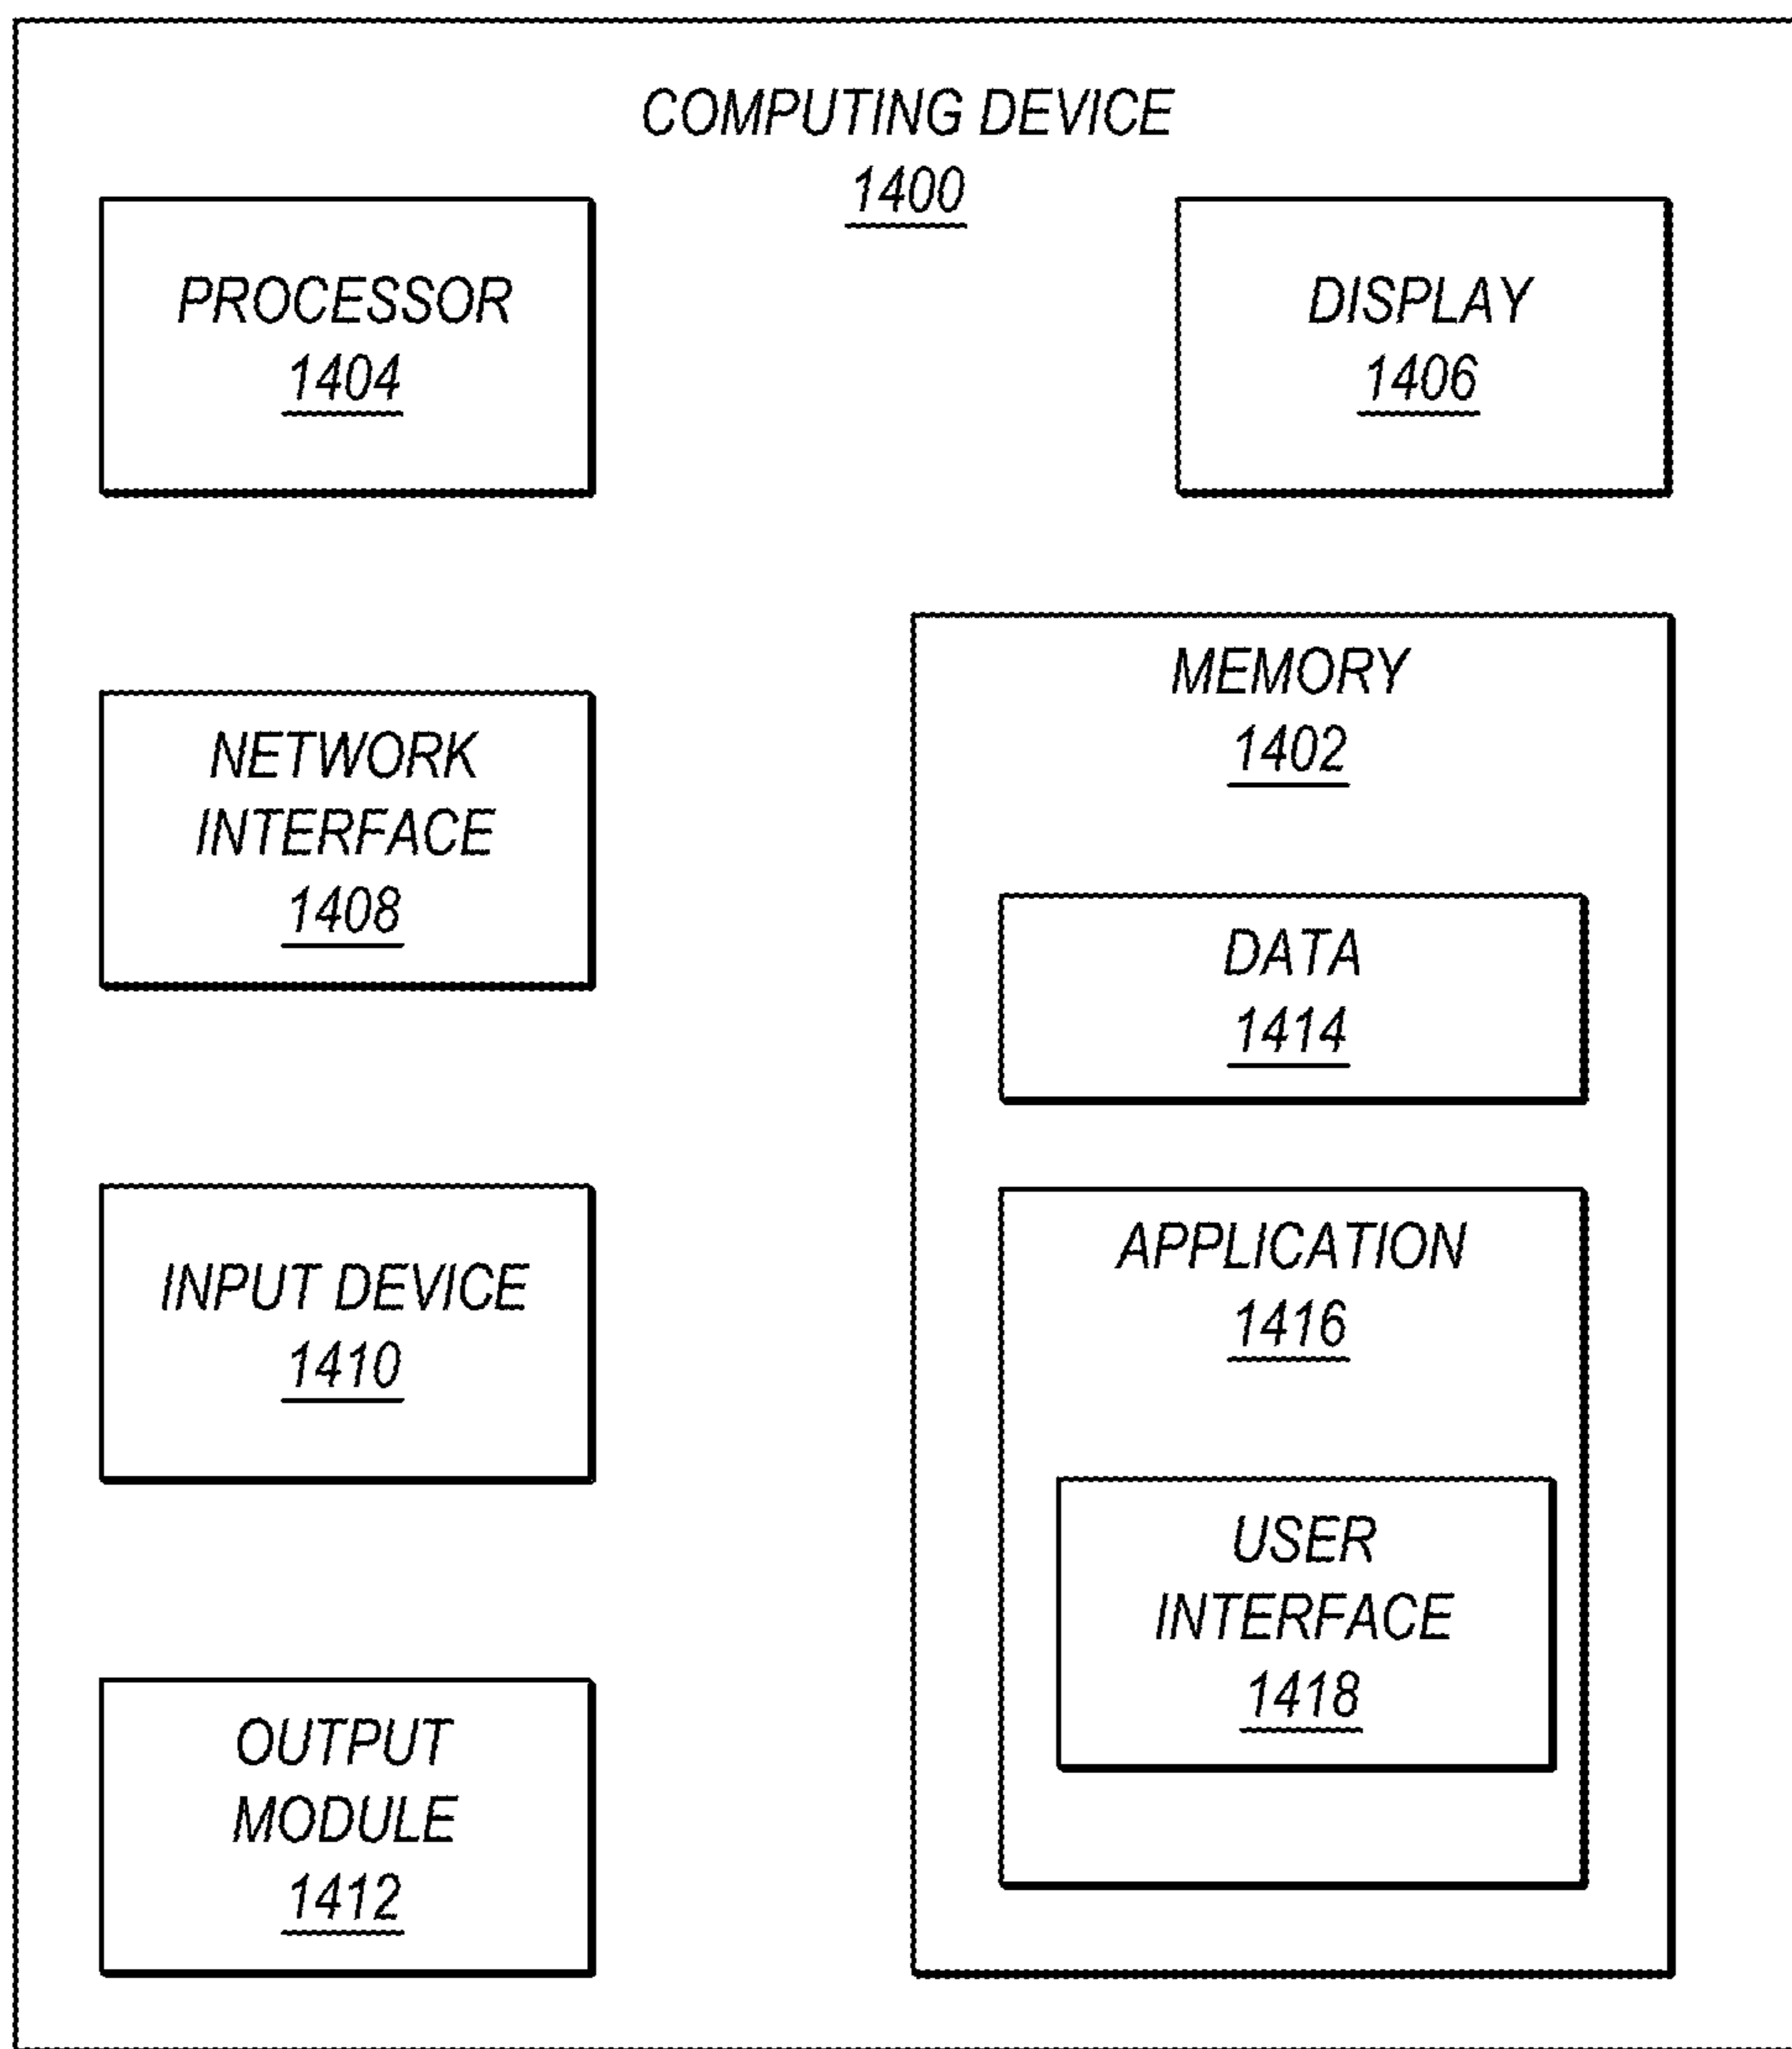 COMPUTING DEVICE
1400
PROCESSOR
1404
DISPLAY
1406
NETWORK
INTERFACE
1408
MEMORY
1402
DATA
1414
INPUT DEVICE
1410
APPLICATION
1416
USER
INTERFACE
1418
OUTPUT
MODULE
1412